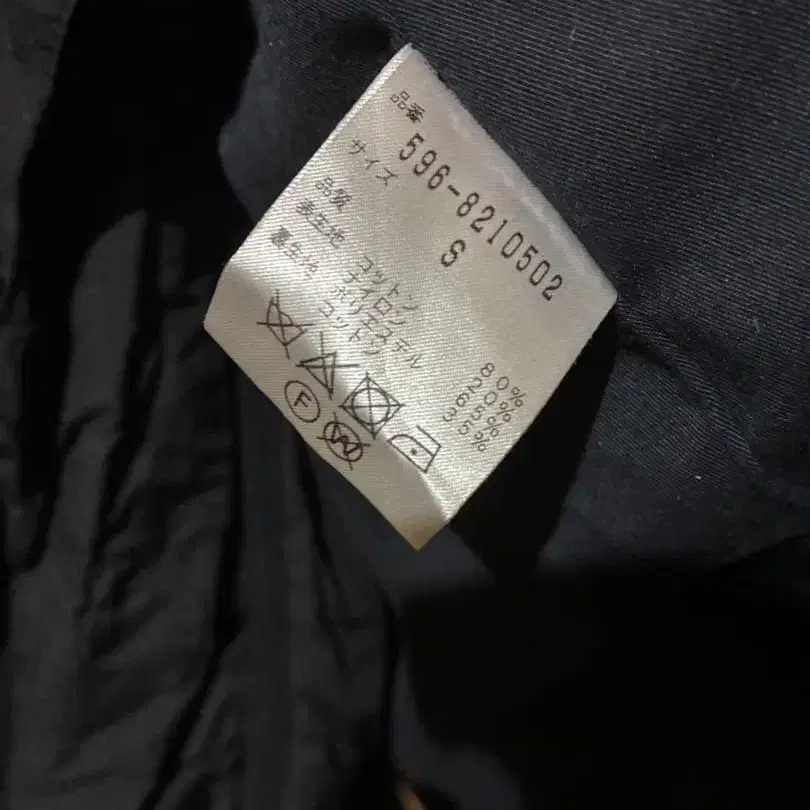 品番
596-8210502
サイズ
S
品質
表生地 コットン 80%
ナイロン 20%
裏生地 ポリエステル 65%
コットン 35%
F
W